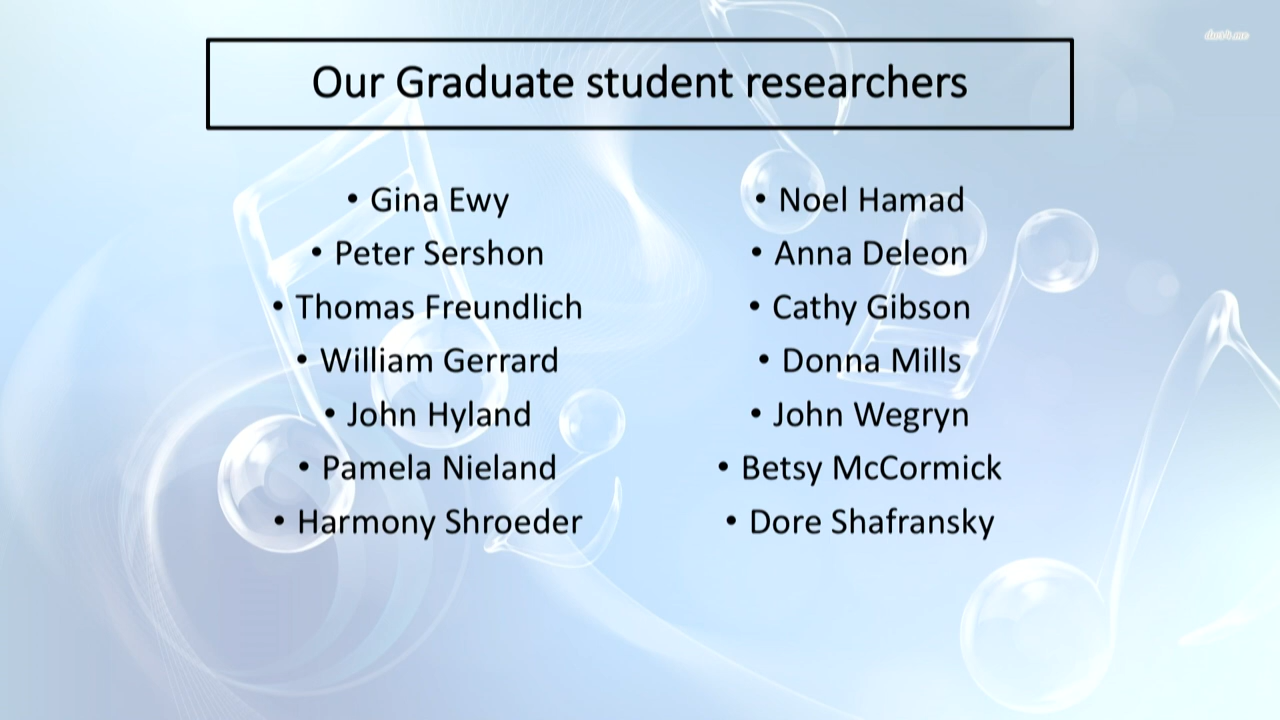 Our Graduate student researchers
• Gina Ewy
• Peter Sershon
• Thomas Freundlich
• William Gerrard
• John Hyland
• Pamela Nieland
• Harmony Shroeder
• Noel Hamad
• Anna Deleon
• Cathy Gibson
• Donna Mills
• John Wegryn
• Betsy McCormick
• Dore Shafransky